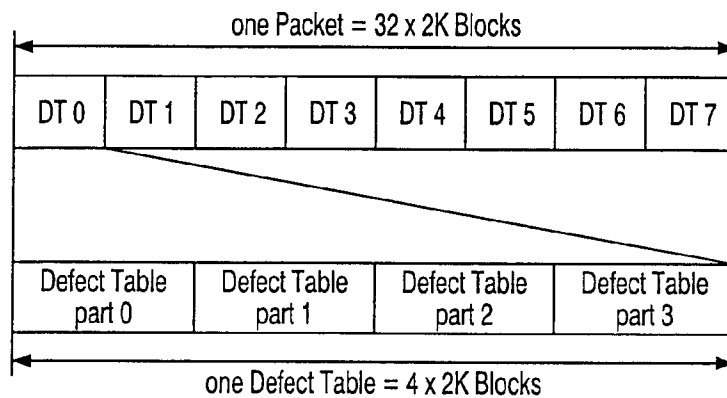 one Packet = 32 x 2K Blocks
DT 0 DT 1 DT 2 DT 3 DT 4 DT 5 DT 6 DT 7
Defect Table Defect Table Defect Table Defect Table
part 0 part 1 part 2 part 3
one Defect Table = 4 x 2K Blocks